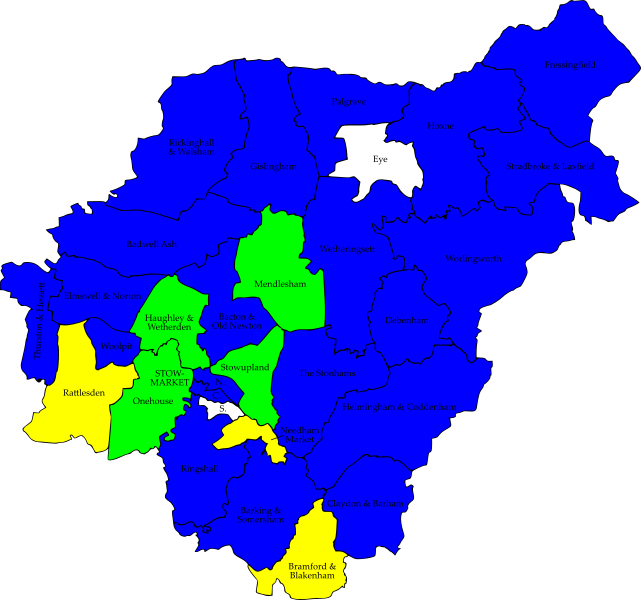 Fressingfield
Palgrave
Hoxne
Rickinghall
& Walsham
Eye
Gislingham
Stradbroke & Laxfield
Badwell Ash
Wetheringsett
Worlingworth
Mendlesham
Elmswell & Norton
Haughley &
Wetherden
Bacton &
Old Newton
Debenham
Woolpit
Stowupland
The Stonhams
STOW-
MARKET
N.
Rattlesden
Onehouse
S.
Helmingham & Coddenham
Needham
Market
Ringshall
Barking &
Somersham
Claydon & Barham
Bramford &
Blakenham